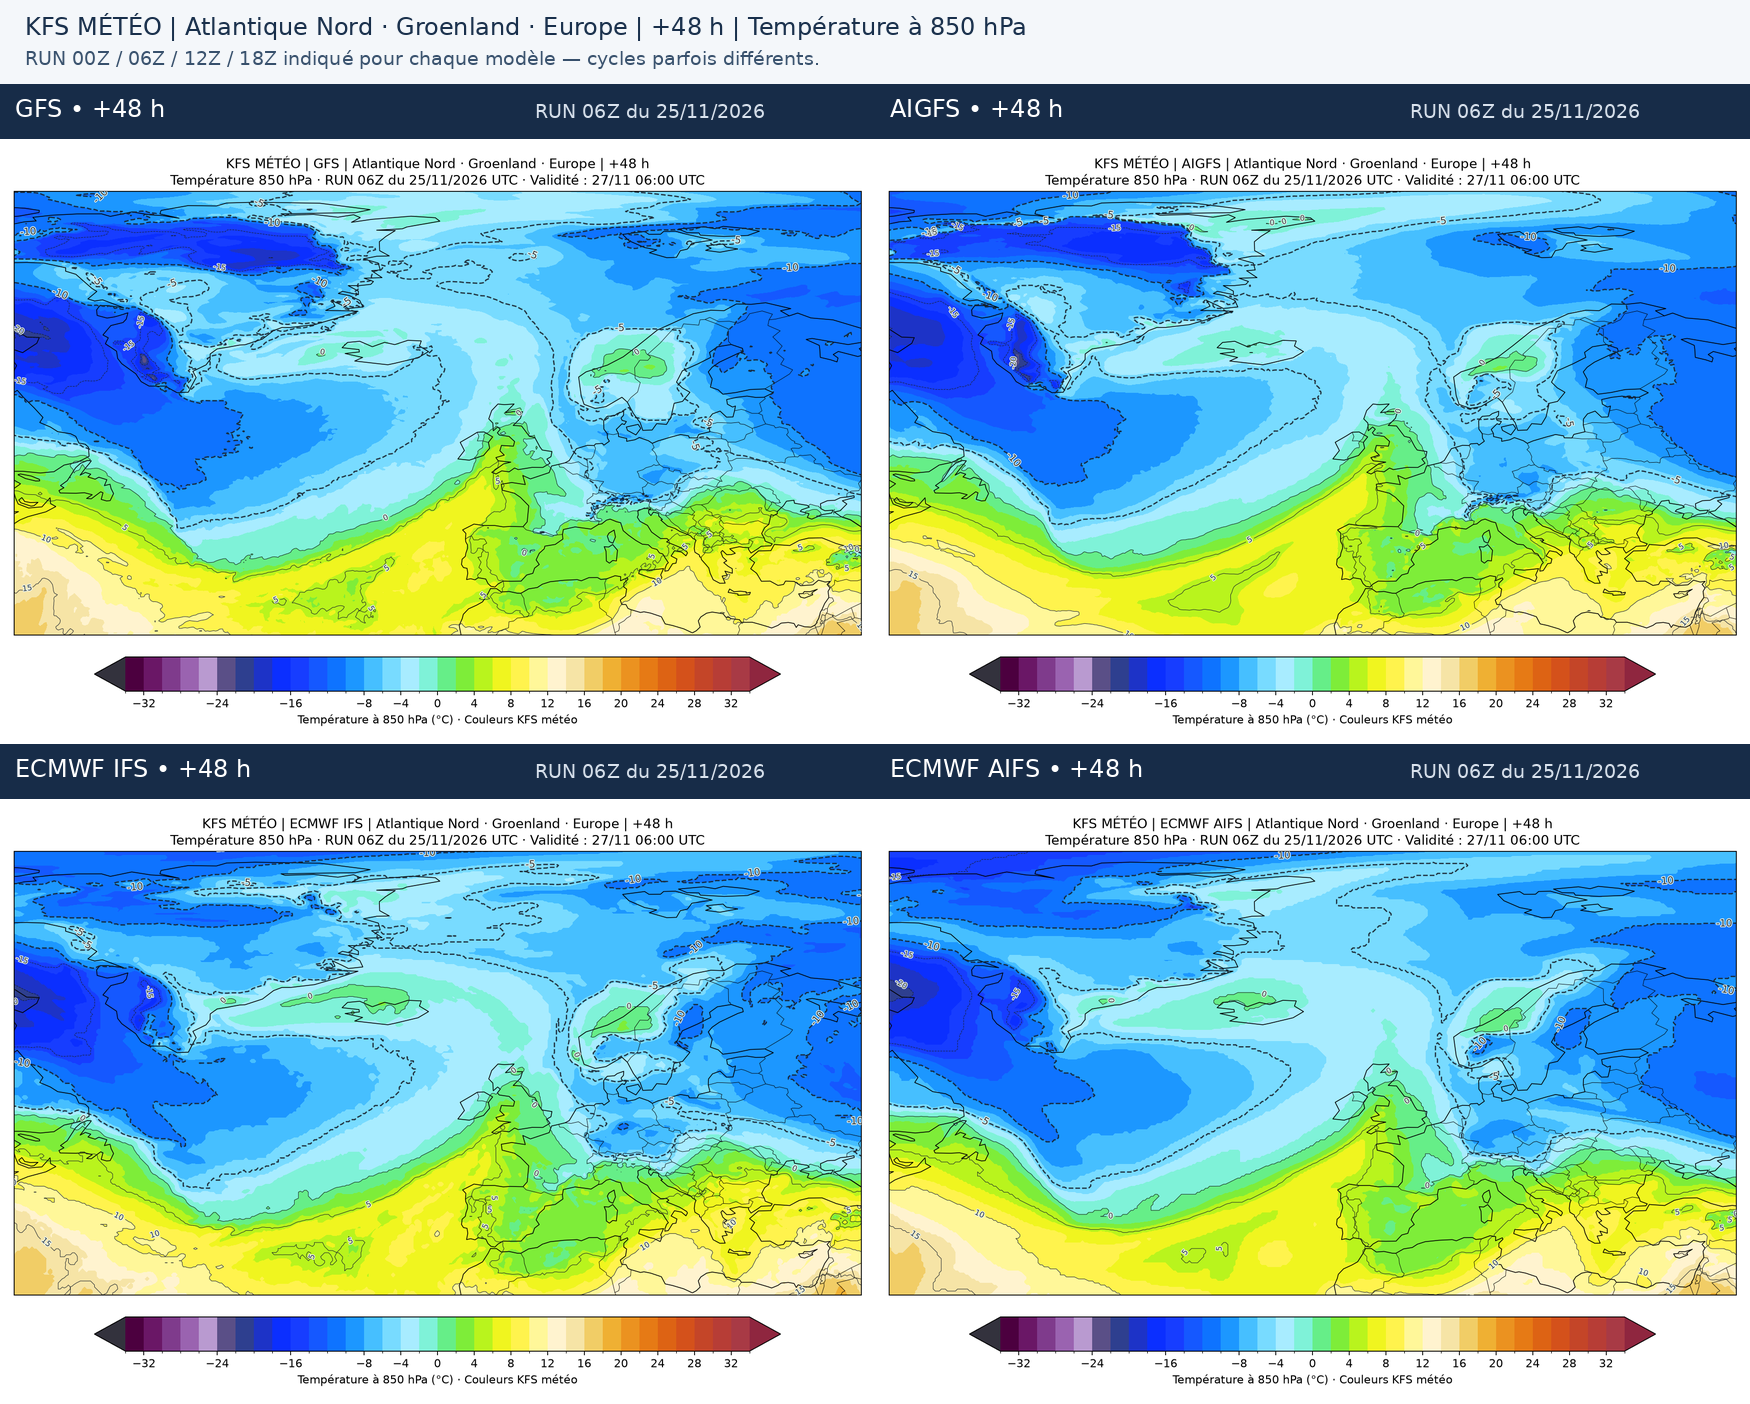 KFS MÉTÉO | Atlantique Nord · Groenland · Europe | +48 h | Température à 850 hPa
RUN 00Z / 06Z / 12Z / 18Z indiqué pour chaque modèle — cycles parfois différents.
GFS • +48 h
RUN 06Z du 25/11/2026
AIGFS • +48 h
RUN 06Z du 25/11/2026
KFS MÉTÉO | GFS | Atlantique Nord · Groenland · Europe | +48 h
Température 850 hPa · RUN 06Z du 25/11/2026 UTC · Validité : 27/11 06:00 UTC
KFS MÉTÉO | AIGFS | Atlantique Nord · Groenland · Europe | +48 h
Température 850 hPa · RUN 06Z du 25/11/2026 UTC · Validité : 27/11 06:00 UTC
−32 −24 −16 −8 −4 0 4 8 12 16 20 24 28 32
Température à 850 hPa (°C) · Couleurs KFS météo
−32 −24 −16 −8 −4 0 4 8 12 16 20 24 28 32
Température à 850 hPa (°C) · Couleurs KFS météo
ECMWF IFS • +48 h
RUN 06Z du 25/11/2026
ECMWF AIFS • +48 h
RUN 06Z du 25/11/2026
KFS MÉTÉO | ECMWF IFS | Atlantique Nord · Groenland · Europe | +48 h
Température 850 hPa · RUN 06Z du 25/11/2026 UTC · Validité : 27/11 06:00 UTC
KFS MÉTÉO | ECMWF AIFS | Atlantique Nord · Groenland · Europe | +48 h
Température 850 hPa · RUN 06Z du 25/11/2026 UTC · Validité : 27/11 06:00 UTC
−32 −24 −16 −8 −4 0 4 8 12 16 20 24 28 32
Température à 850 hPa (°C) · Couleurs KFS météo
−32 −24 −16 −8 −4 0 4 8 12 16 20 24 28 32
Température à 850 hPa (°C) · Couleurs KFS météo